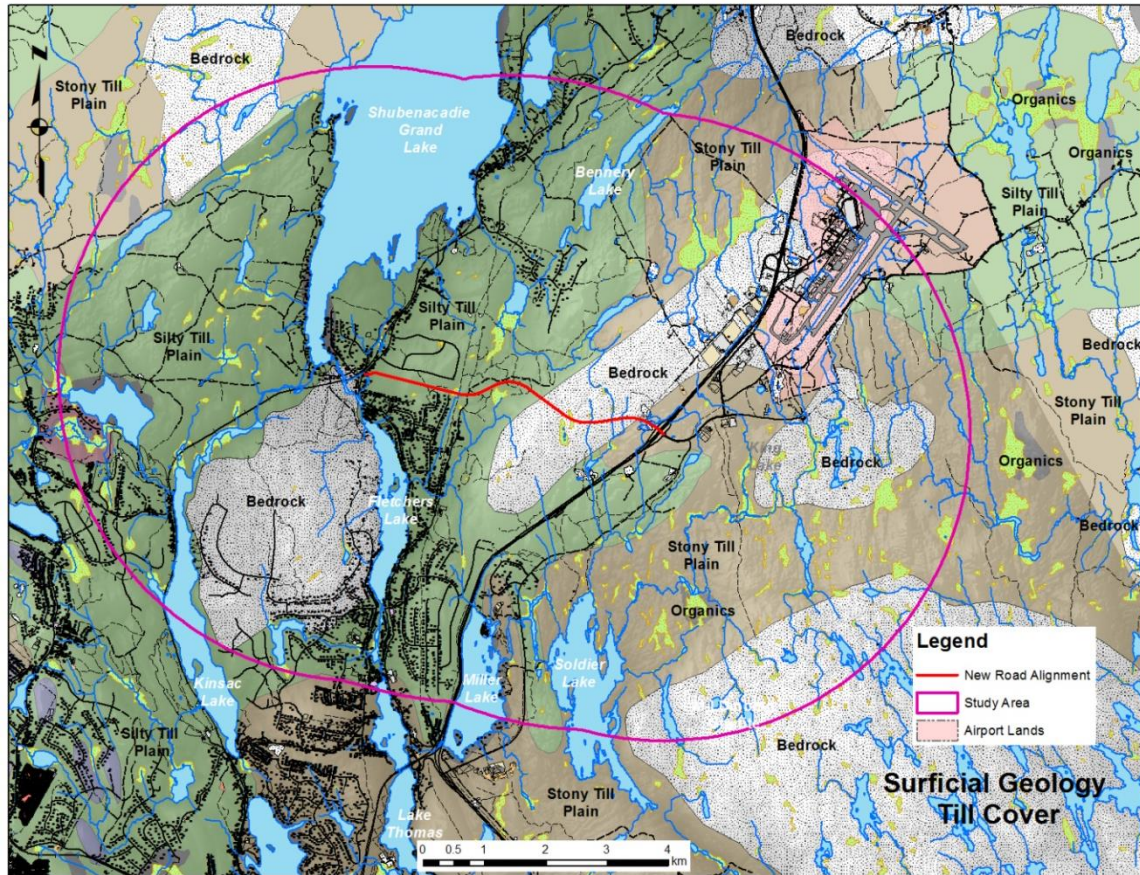 Bedrock
Bedrock
N
Stony Till
Plain
Organics
Shubenacadie
Grand
Lake
Stony Till
Plain
Organics
Bennery
Lake
Silty Till
Plain
Silty Till
Plain
Silty Till
Plain
Bedrock
Bedrock
Stony Till
Plain
King
Lake
Bedrock
Organics
Bedrock
Fletchers
Lake
Bedrock
Stony Till
Plain
Organics
Legend
New Road Alignment
Study Area
Airport Lands
Soldier
Lake
Miller
Lake
Kinsac
Lake
Silty Till
Plain
Bedrock
Surficial Geology
Till Cover
Stony Till
Plain
Lake
Thomas
0 0.5 1 2 3 4
km